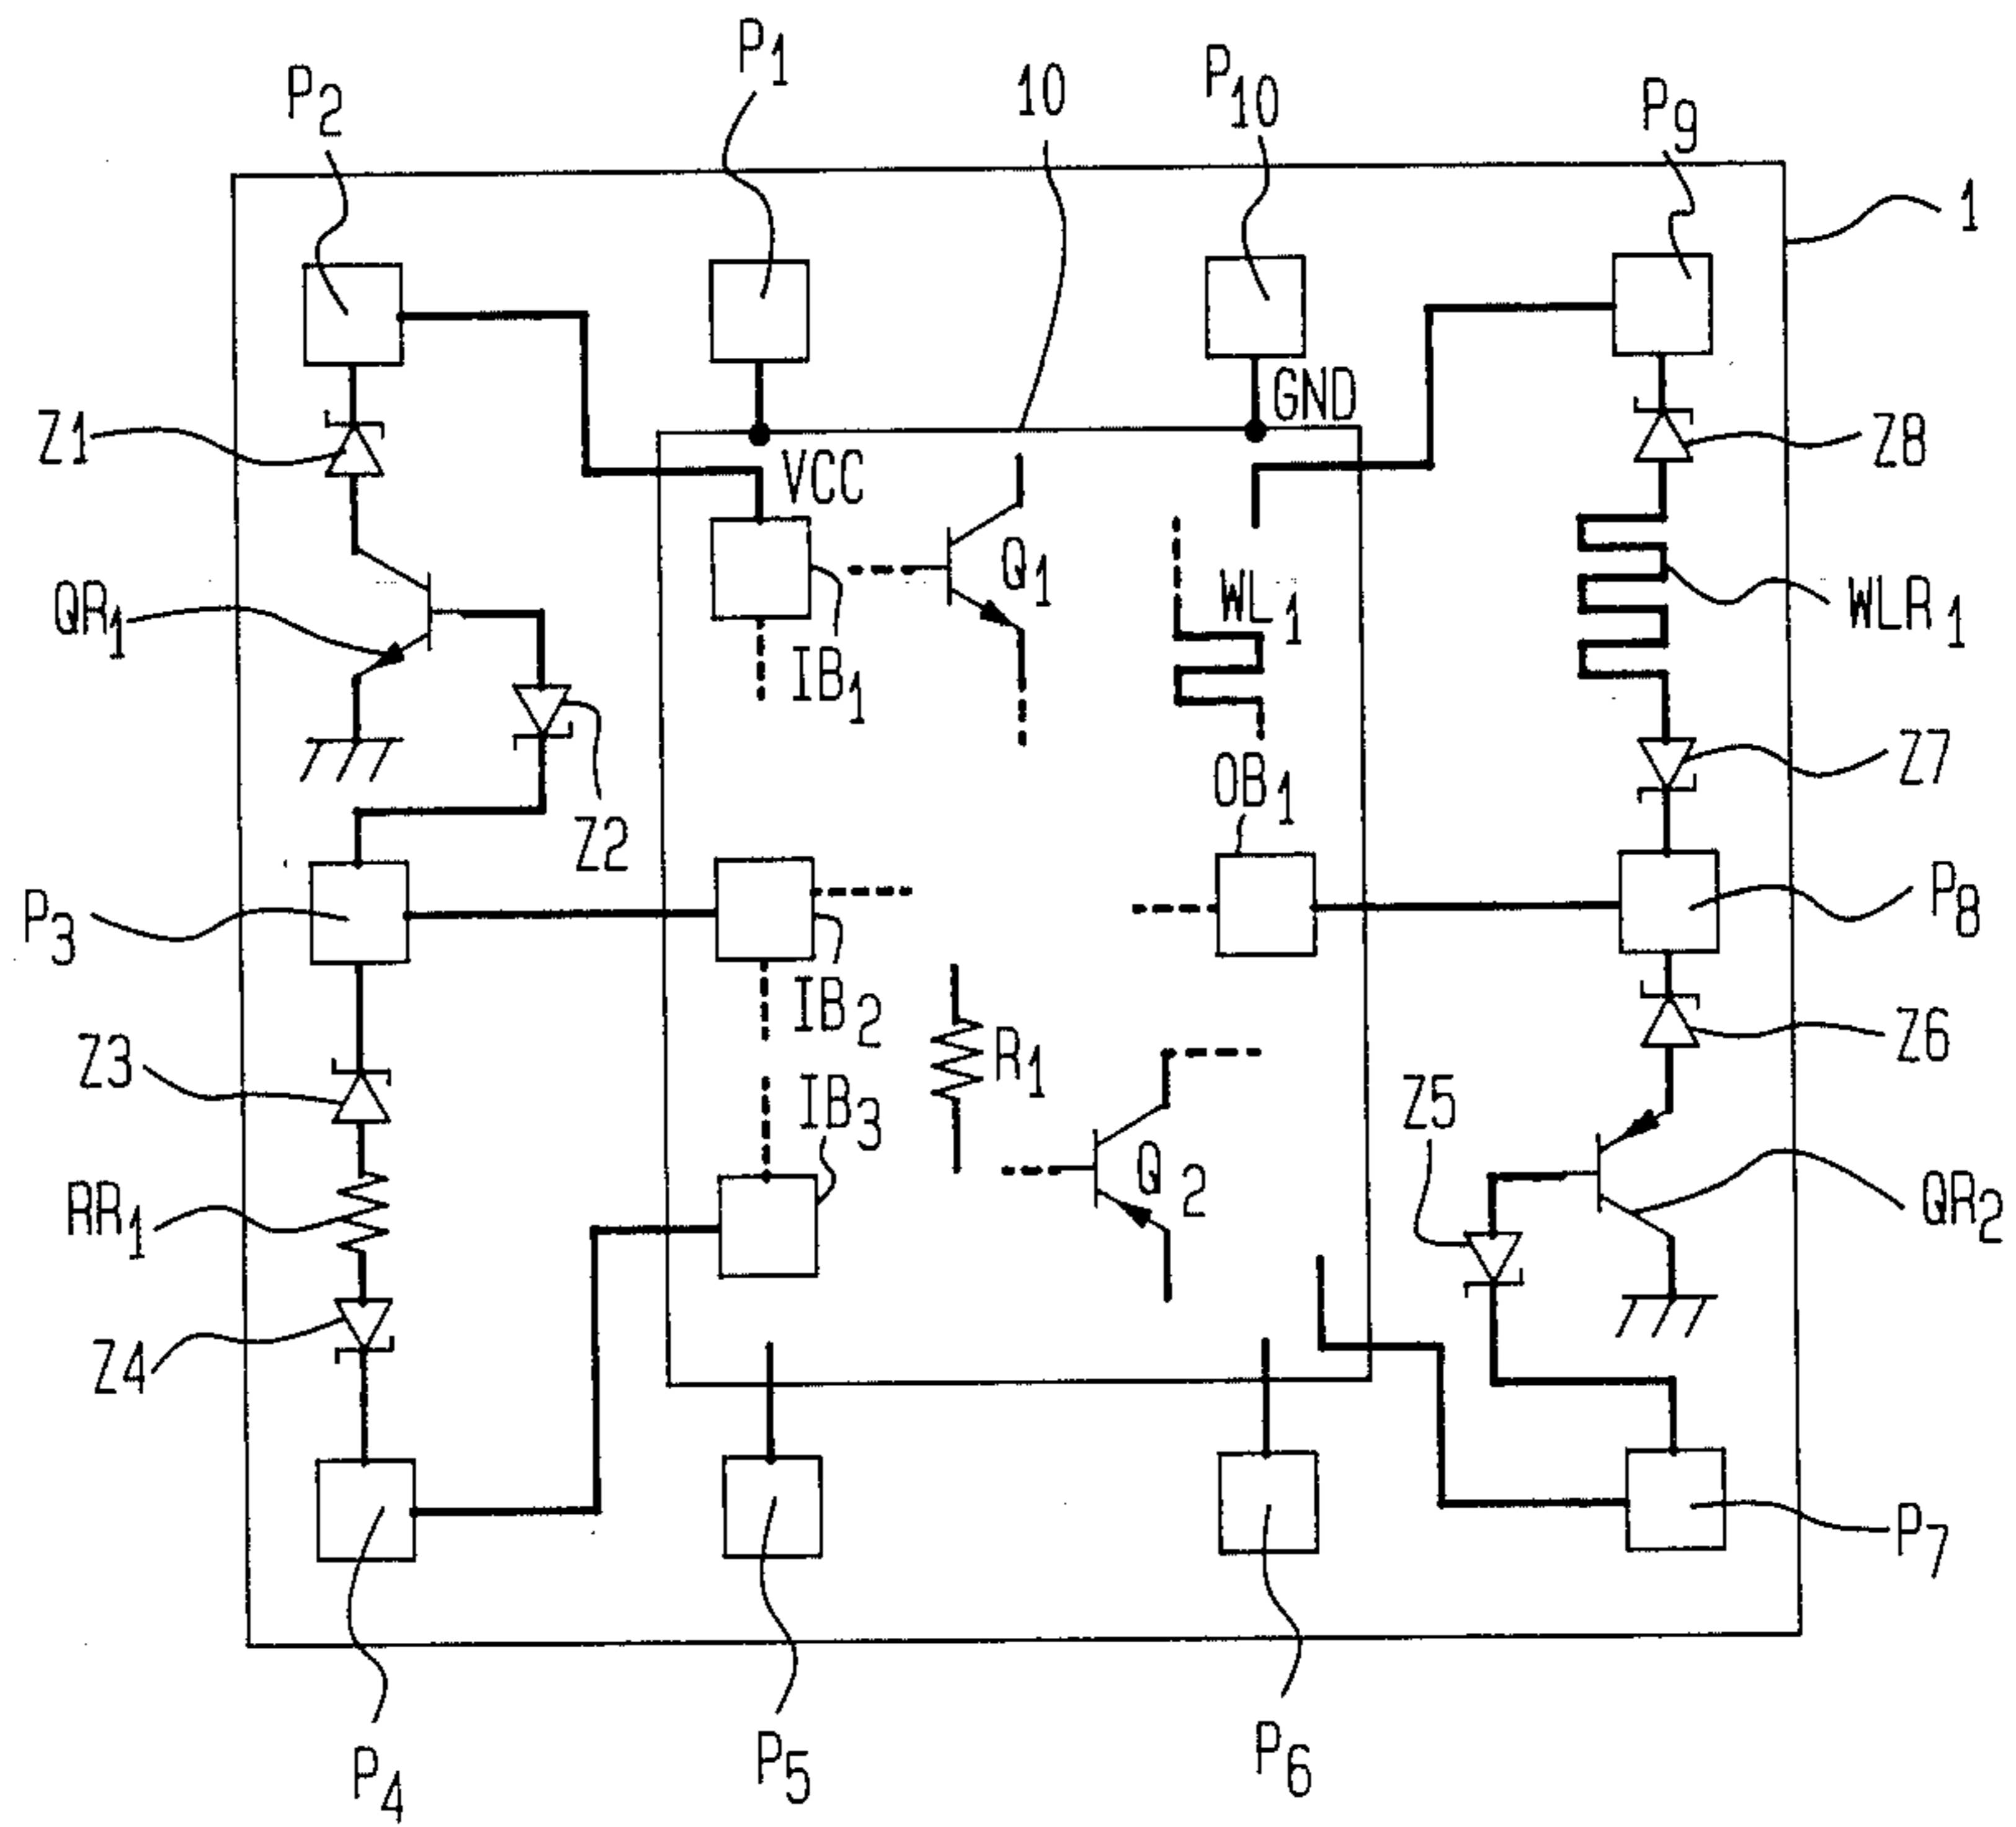 P1
P2
10
P10
P9
1
GND
Z1
VCC
Z8
Q1
QR1
WL1
WLR1
IB1
Z7
OB1
Z2
P3
P8
IB2
Z3
R1
Z6
IB3
Z5
Q2
RR1
QR2
Z4
P7
P5
P6
P4